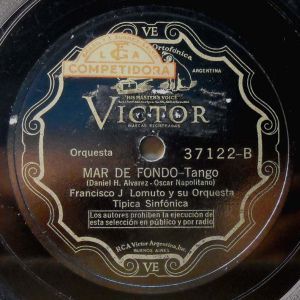 VE
Ortofónica
LA
COMPETIDORA
ARGENTINA
"HIS MASTER'S VOICE"
VICTOR
MARCAS REGISTRADAS
Orquesta
37122-B
MAR DE FONDO-Tango
(Daniel H. Alvarez - Oscar Napolitano)
Francisco J Lomuto y su Orquesta
Típica Sinfónica
Los autores prohiben la ejecución de
esta selección en público y por radio
RCA Victor Argentina, Inc.
BUENOS AIRES
VE